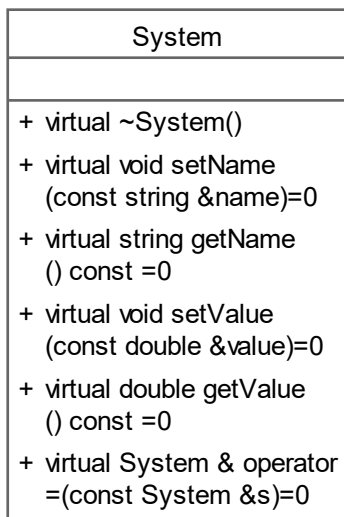 System
+ virtual ~System()
+ virtual void setName
(const string &name)=0
+ virtual string getName
() const =0
+ virtual void setValue
(const double &value)=0
+ virtual double getValue
() const =0
+ virtual System & operator
=(const System &s)=0